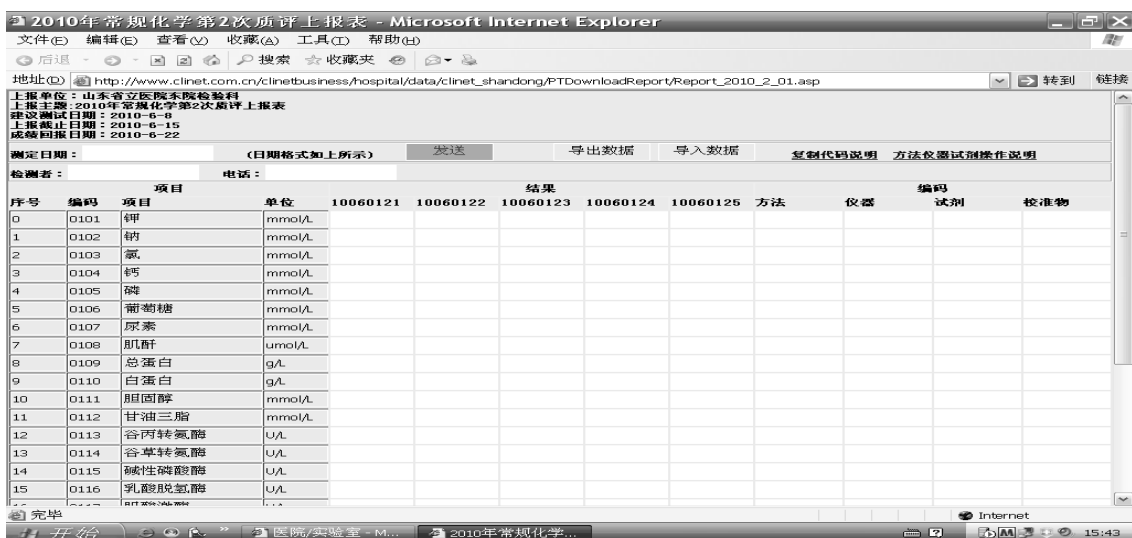 2010年常规化学第2次质评上报表 - Microsoft Internet Explorer
文件(F) 编辑(E) 查看(V) 收藏(A) 工具(T) 帮助(H)
后退 搜索 收藏夹
地址(D) http://www.clinet.com.cn/clinetbusiness/hospital/data/clinet_shandong/PTDownloadReport/Report_2010_2_01.asp 转到 链接
上报单位：山东省立医院东院检验科
上报主题:2010年常规化学第2次质评上报表
建议测试日期：2010-6-8
上报截止日期：2010-6-15
成绩回报日期：2010-6-22
测定日期： (日期格式如上所示) 发送 导出数据 导入数据 复制代码说明 方法仪器试剂操作说明
检测者： 电话：
项目 结果 编码
序号 编码 项目 单位 10060121 10060122 10060123 10060124 10060125 方法 仪器 试剂 校准物
0 0101 钾 mmol/L
1 0102 钠 mmol/L
2 0103 氯 mmol/L
3 0104 钙 mmol/L
4 0105 磷 mmol/L
5 0106 葡萄糖 mmol/L
6 0107 尿素 mmol/L
7 0108 肌酐 umol/L
8 0109 总蛋白 g/L
9 0110 白蛋白 g/L
10 0111 胆固醇 mmol/L
11 0112 甘油三脂 mmol/L
12 0113 谷丙转氨酶 U/L
13 0114 谷草转氨酶 U/L
14 0115 碱性磷酸酶 U/L
15 0116 乳酸脱氢酶 U/L
完毕 Internet
开始 医院/实验室 - M... 2010年常规化学... 15:43